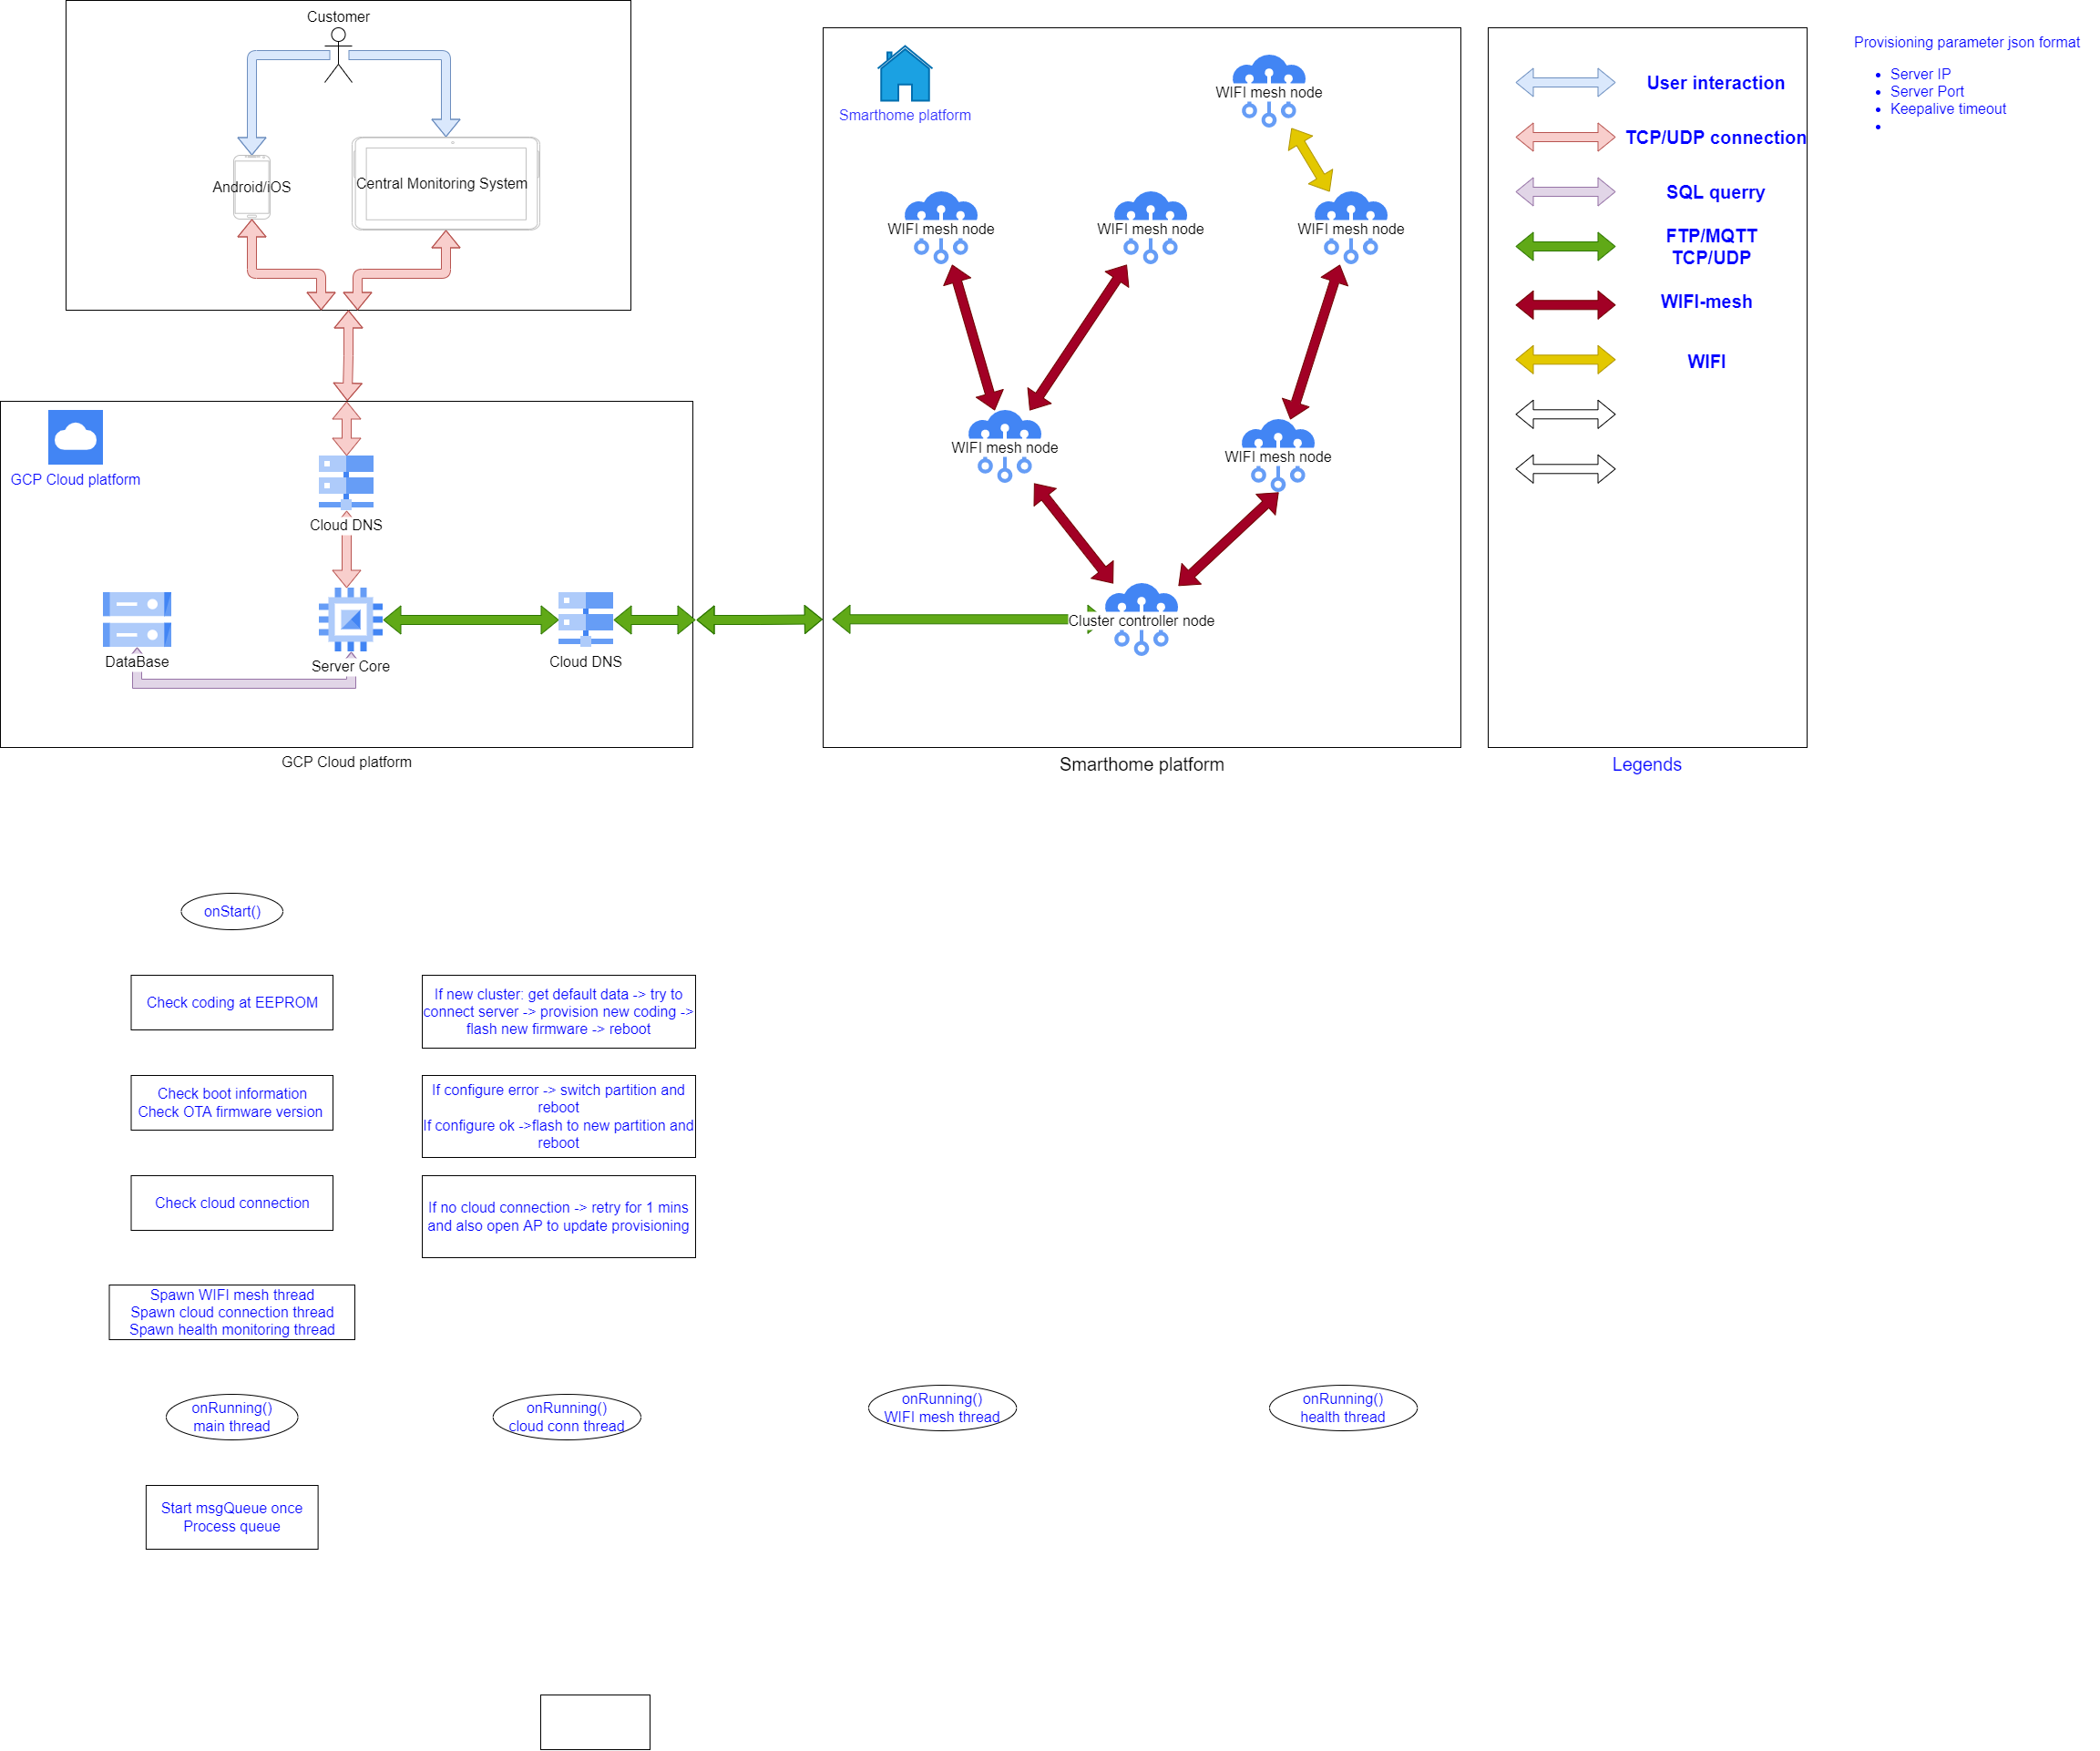 Customer
Android/iOS
Central Monitoring System
GCP Cloud platform
Cloud DNS
DataBase
Server Core
Cloud DNS
GCP Cloud platform
Smarthome platform
WIFI mesh node
WIFI mesh node
WIFI mesh node
WIFI mesh node
WIFI mesh node
WIFI mesh node
Cluster controller node
Smarthome platform
User interaction
TCP/UDP connection
SQL querry
FTP/MQTT
TCP/UDP
WIFI-mesh
WIFI
Legends
Provisioning parameter json format
Server IP
Server Port
Keepalive timeout
onStart()
Check coding at EEPROM
If new cluster: get default data -> try to
connect server -> provision new coding ->
flash new firmware -> reboot
Check boot information
Check OTA firmware version
If configure error -> switch partition and
reboot
If configure ok ->flash to new partition and
reboot
Check cloud connection
If no cloud connection -> retry for 1 mins
and also open AP to update provisioning
Spawn WIFI mesh thread
Spawn cloud connection thread
Spawn health monitoring thread
onRunning()
main thread
onRunning()
cloud conn thread
onRunning()
WIFI mesh thread
onRunning()
health thread
Start msgQueue once
Process queue